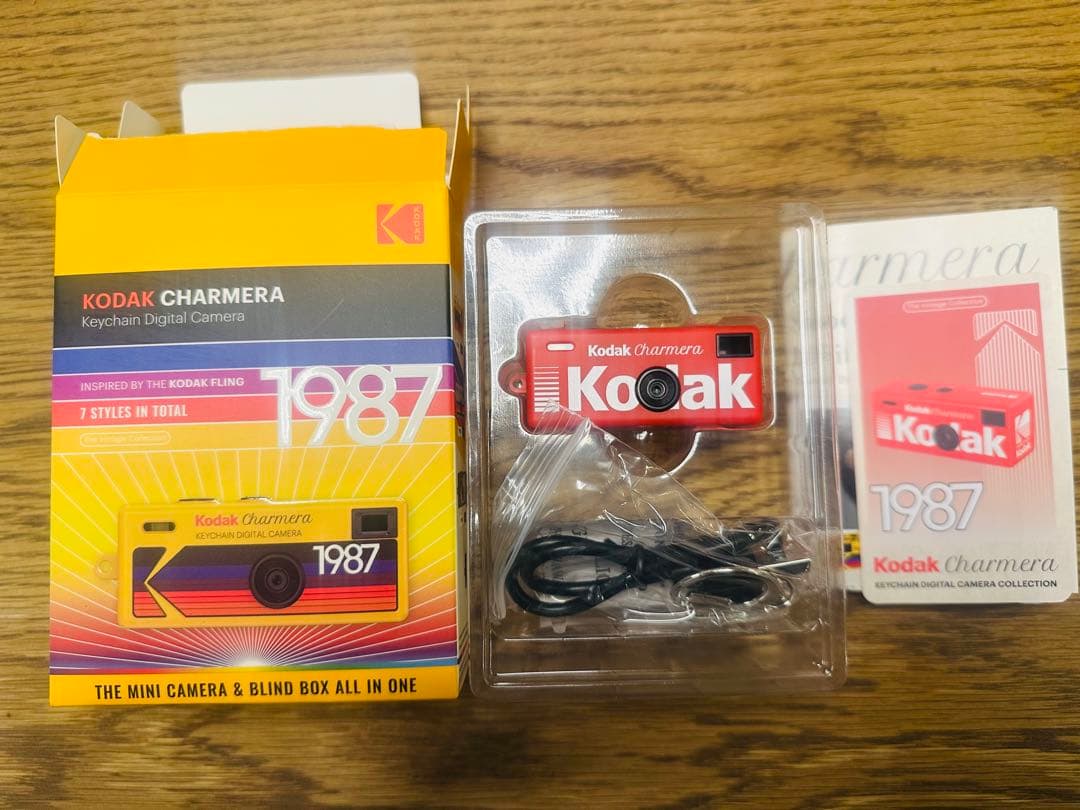 KODAK
KODAK CHARMERA
Keychain Digital Camera
INSPIRED BY THE KODAK FLING
7 STYLES IN TOTAL
1987
The Vintage Collection
Kodak Charmera
KEYCHAIN DIGITAL CAMERA
1987
THE MINI CAMERA & BLIND BOX ALL IN ONE
Kodak Charmera
Kodak
armera
The Vintage Collection
Kodak Charmera
Kodak
1987
Kodak Charmera
KEYCHAIN DIGITAL CAMERA COLLECTION